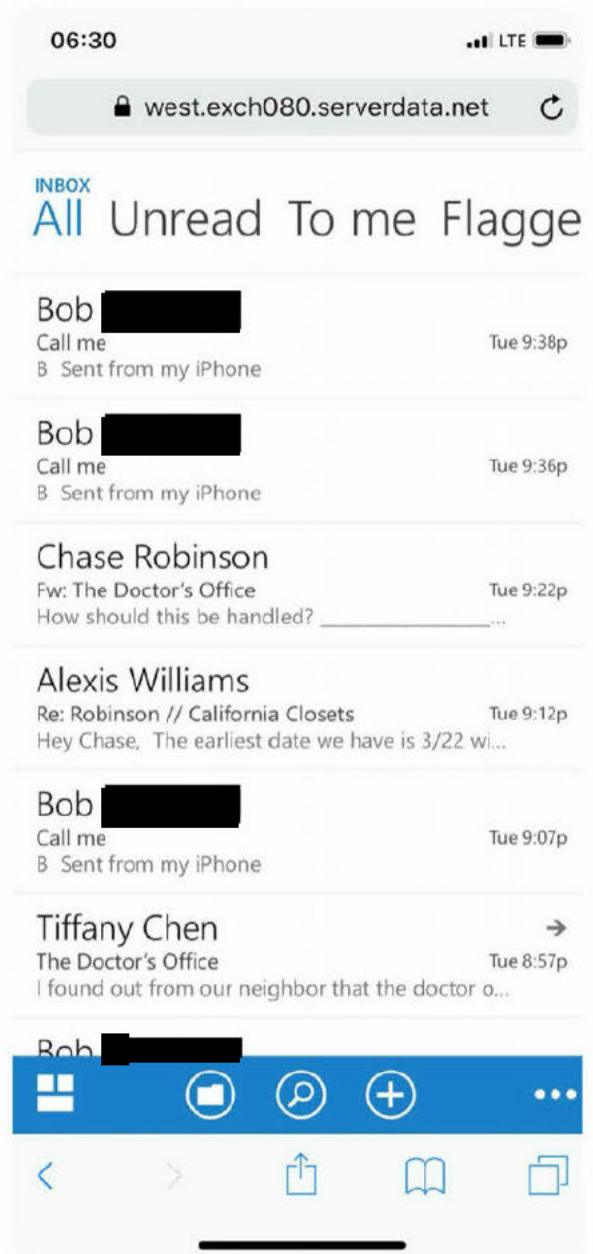 06:30 LTE
west.exch080.serverdata.net
INBOX
All Unread To me Flagge
Bob
Call me Tue 9:38p
B Sent from my iPhone
Bob
Call me Tue 9:36p
B Sent from my iPhone
Chase Robinson
Fw: The Doctor's Office Tue 9:22p
How should this be handled? ___________________...
Alexis Williams
Re: Robinson // California Closets Tue 9:12p
Hey Chase, The earliest date we have is 3/22 wi...
Bob
Call me Tue 9:07p
B Sent from my iPhone
Tiffany Chen
The Doctor's Office Tue 8:57p
I found out from our neighbor that the doctor o...
Bob